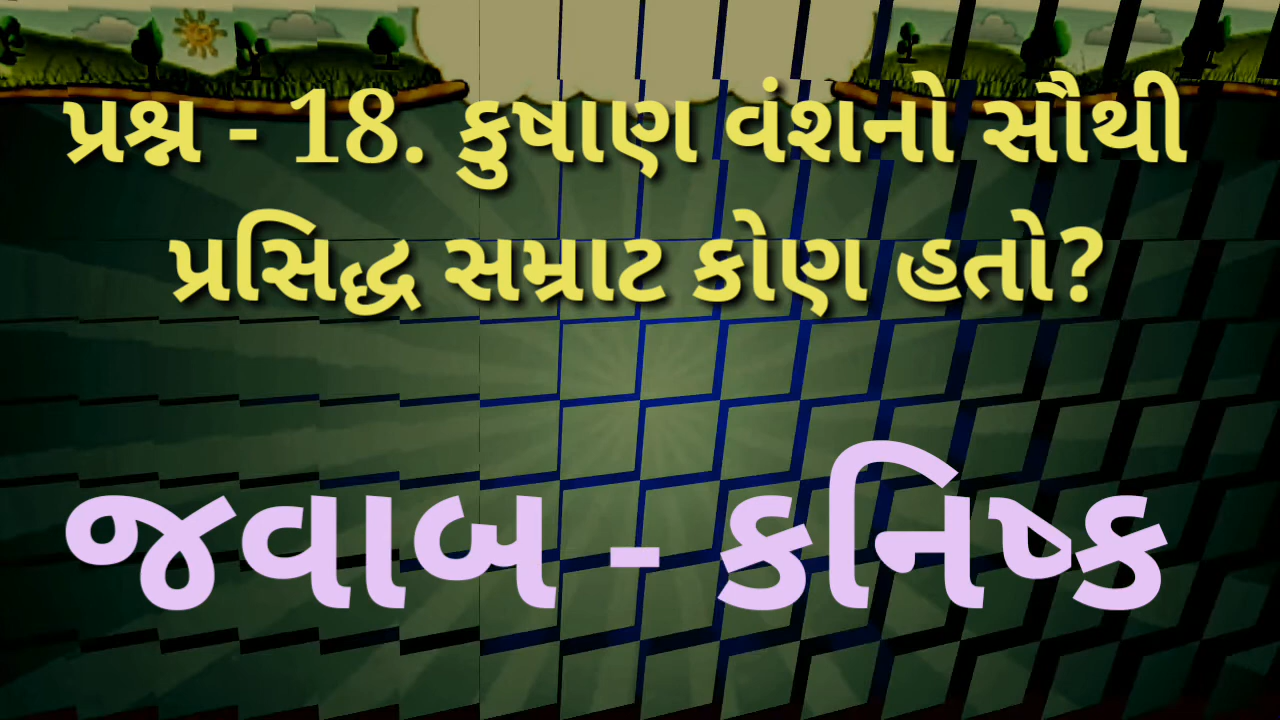 પ્રશ્ન - 18. કુષાણ વંશનો સૌથી
પ્રસિદ્ધ સમ્રાટ કોણ હતો?
જવાબ - કનિષ્ક